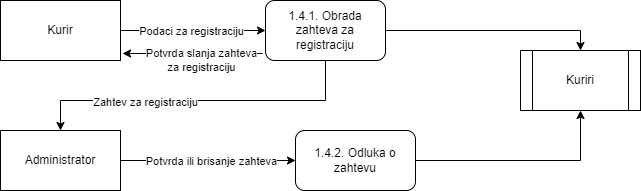 Kurir
Podaci za registraciju
Potvrda slanja zahteva
za registraciju
1.4.1. Obrada
zahteva za
registraciju
Kuriri
Zahtev za registraciju
Administrator
Potvrda ili brisanje zahteva
1.4.2. Odluka o
zahtevu